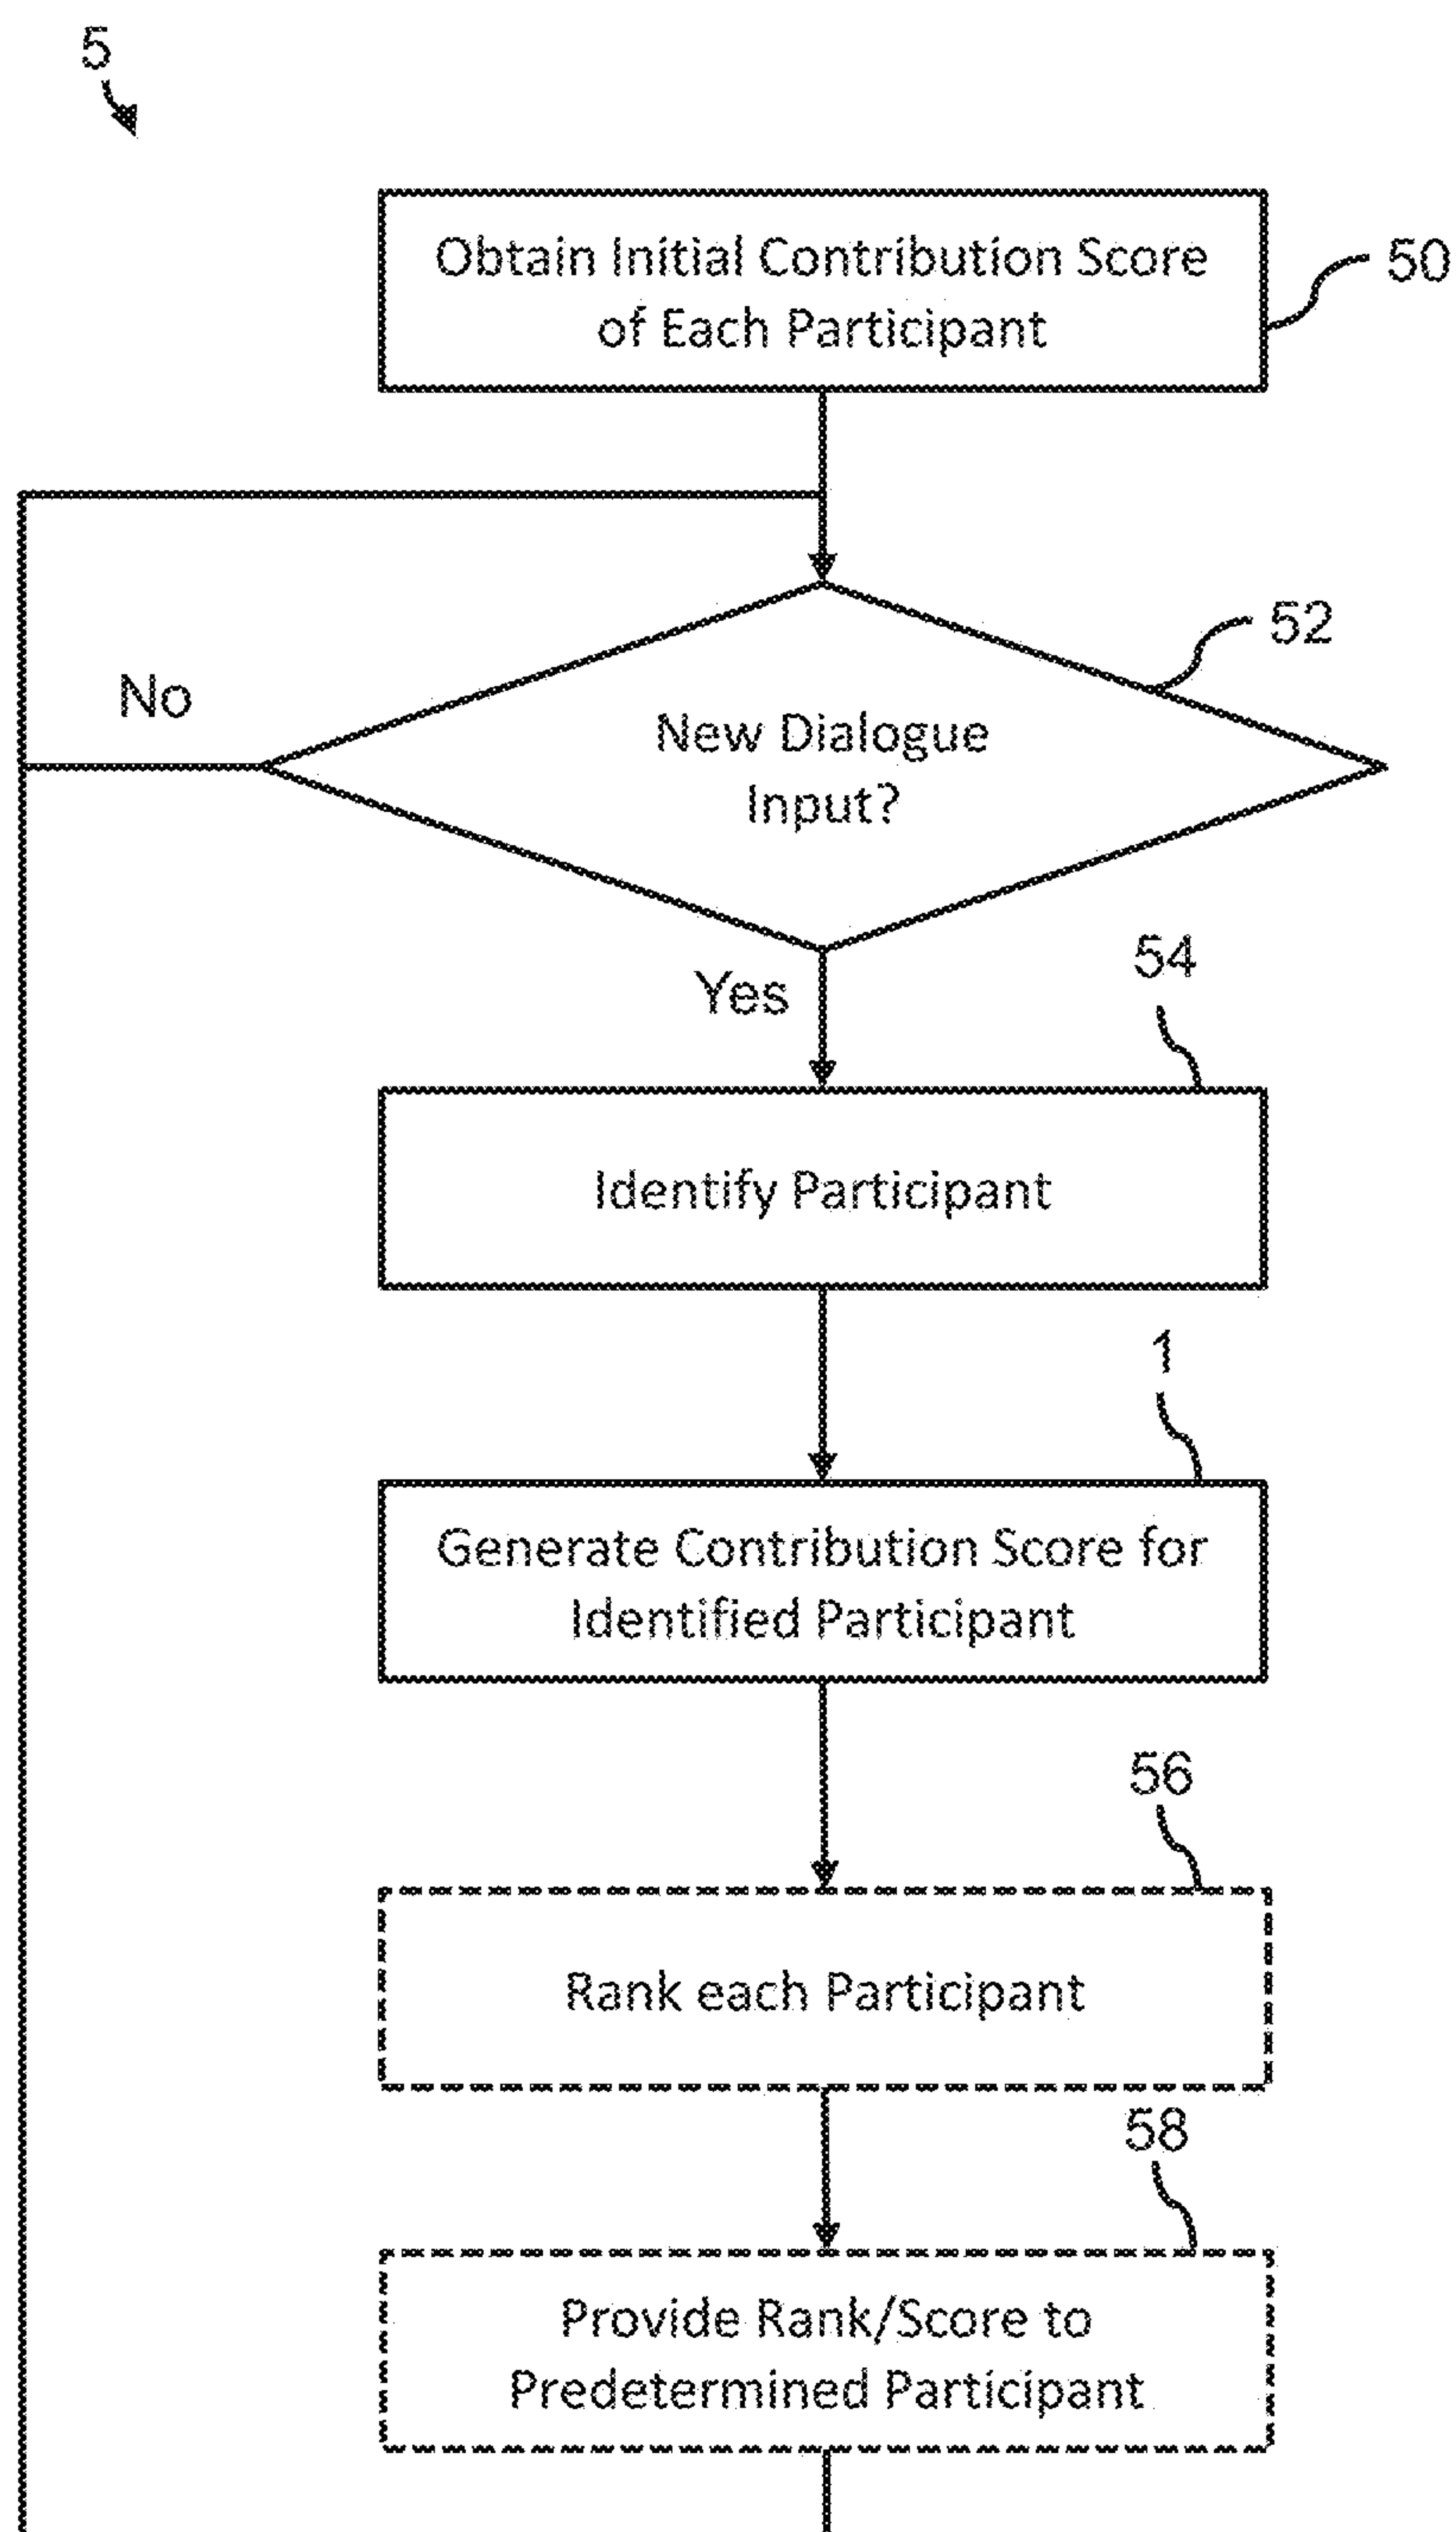 5
Obtain Initial Contribution Score
of Each Participant
50
52
No
New Dialogue
Input?
Yes
54
Identify Participant
1
Generate Contribution Score for
Identified Participant
56
Rank each Participant
58
Provide Rank/Score to
Predetermined Participant